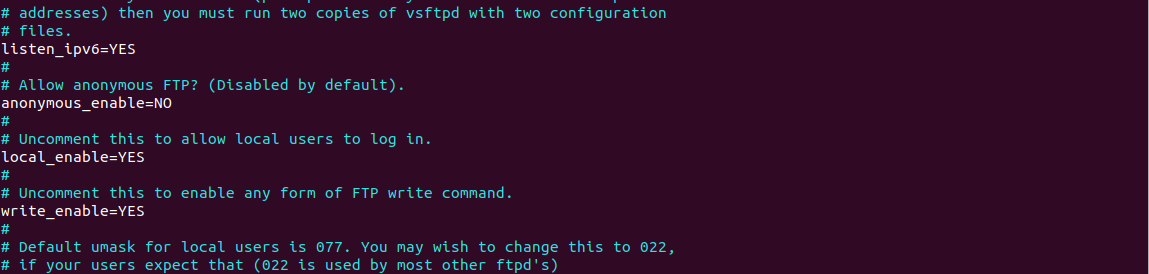 # addresses) then you must run two copies of vsftpd with two configuration
# files.
listen_ipv6=YES
#
# Allow anonymous FTP? (Disabled by default).
anonymous_enable=NO
#
# Uncomment this to allow local users to log in.
local_enable=YES
#
# Uncomment this to enable any form of FTP write command.
write_enable=YES
#
# Default umask for local users is 077. You may wish to change this to 022,
# if your users expect that (022 is used by most other ftpd's)